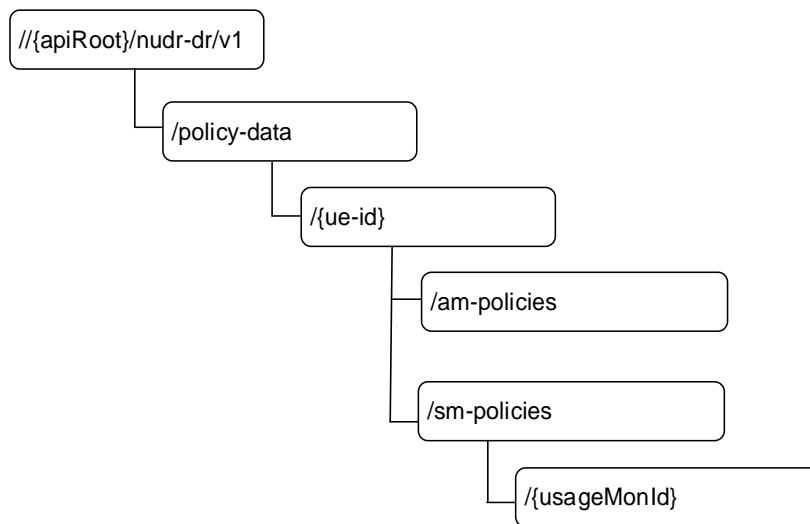 //{apiRoot}/nudr-dr/v1
/policy-data
/{ue-id}
/am-policies
/sm-policies
/{usageMonId}